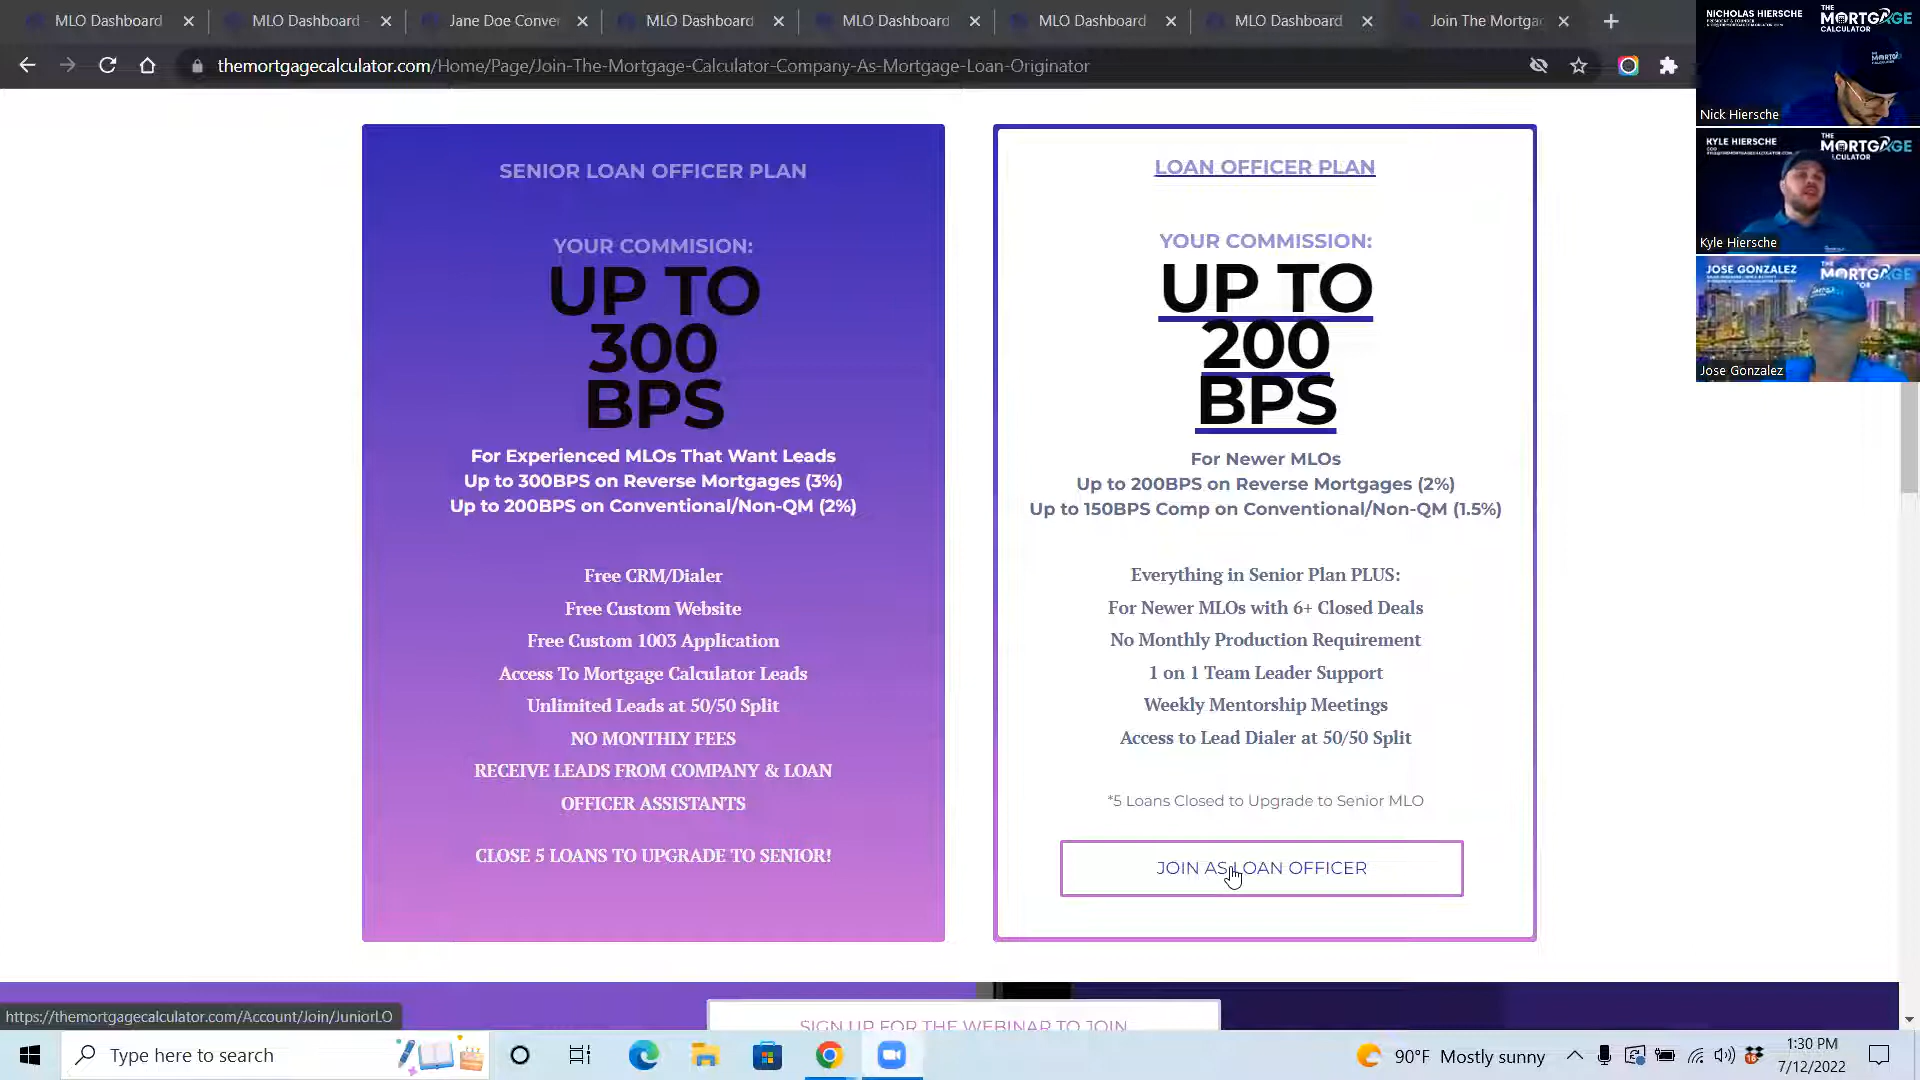 MLO Dashboard
MLO Dashboard
Jane Doe Conver
MLO Dashboard
MLO Dashboard
MLO Dashboard
MLO Dashboard
Join The Mortgag
themortgagecalculator.com/Home/Page/Join-The-Mortgage-Calculator-Company-As-Mortgage-Loan-Originator
NICHOLAS HIERSCHE
THE
MORTGAGE
CALCULATOR
Nick Hiersche
KYLE HIERSCHE
COO
THE
MORTGAGE
CULATOR
Kyle Hiersche
JOSE GONZALEZ
THE
MORTGAGE
Jose Gonzalez
SENIOR LOAN OFFICER PLAN
YOUR COMMISION:
UP TO
300
BPS
For Experienced MLOs That Want Leads
Up to 300BPS on Reverse Mortgages (3%)
Up to 200BPS on Conventional/Non-QM (2%)
Free CRM/Dialer
Free Custom Website
Free Custom 1003 Application
Access To Mortgage Calculator Leads
Unlimited Leads at 50/50 Split
NO MONTHLY FEES
RECEIVE LEADS FROM COMPANY & LOAN
OFFICER ASSISTANTS
CLOSE 5 LOANS TO UPGRADE TO SENIOR!
LOAN OFFICER PLAN
YOUR COMMISSION:
UP TO
200
BPS
For Newer MLOs
Up to 200BPS on Reverse Mortgages (2%)
Up to 150BPS Comp on Conventional/Non-QM (1.5%)
Everything in Senior Plan PLUS:
For Newer MLOs with 6+ Closed Deals
No Monthly Production Requirement
1 on 1 Team Leader Support
Weekly Mentorship Meetings
Access to Lead Dialer at 50/50 Split
*5 Loans Closed to Upgrade to Senior MLO
JOIN AS LOAN OFFICER
SIGN UP FOR THE WEBINAR TO JOIN
https://themortgagecalculator.com/Account/Join/JuniorLO
Type here to search
90°F Mostly sunny
16
1:30 PM
7/12/2022